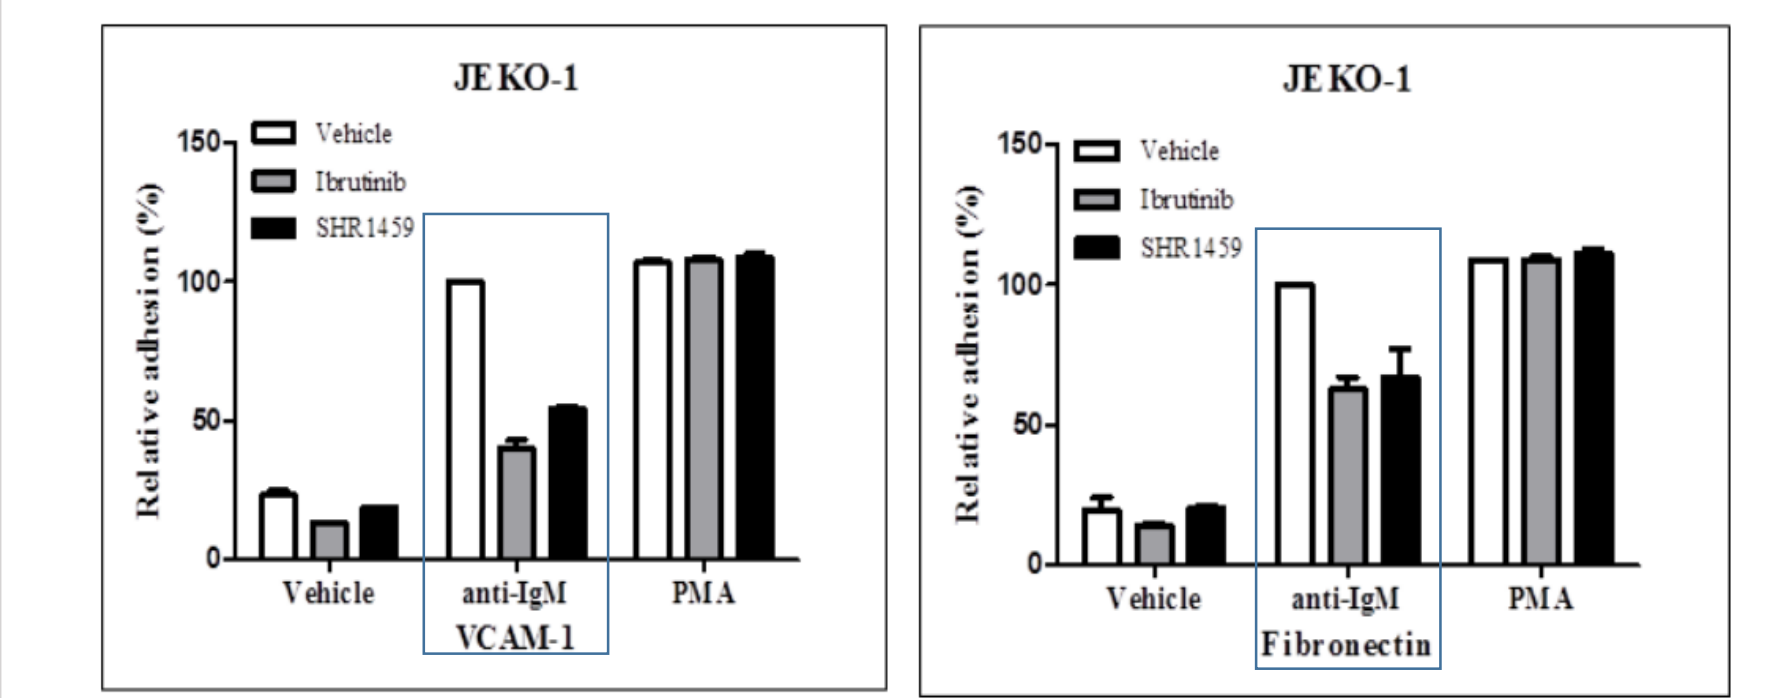 JEKO-1
Vehicle
Ibrutinib
SHR1459
150
100
50
0
Relative adhesion (%)
Vehicle anti-IgM PMA
VCAM-1
JEKO-1
Vehicle
Ibrutinib
SHR1459
150
100
50
0
Relative adhesion (%)
Vehicle anti-IgM PMA
Fibronectin